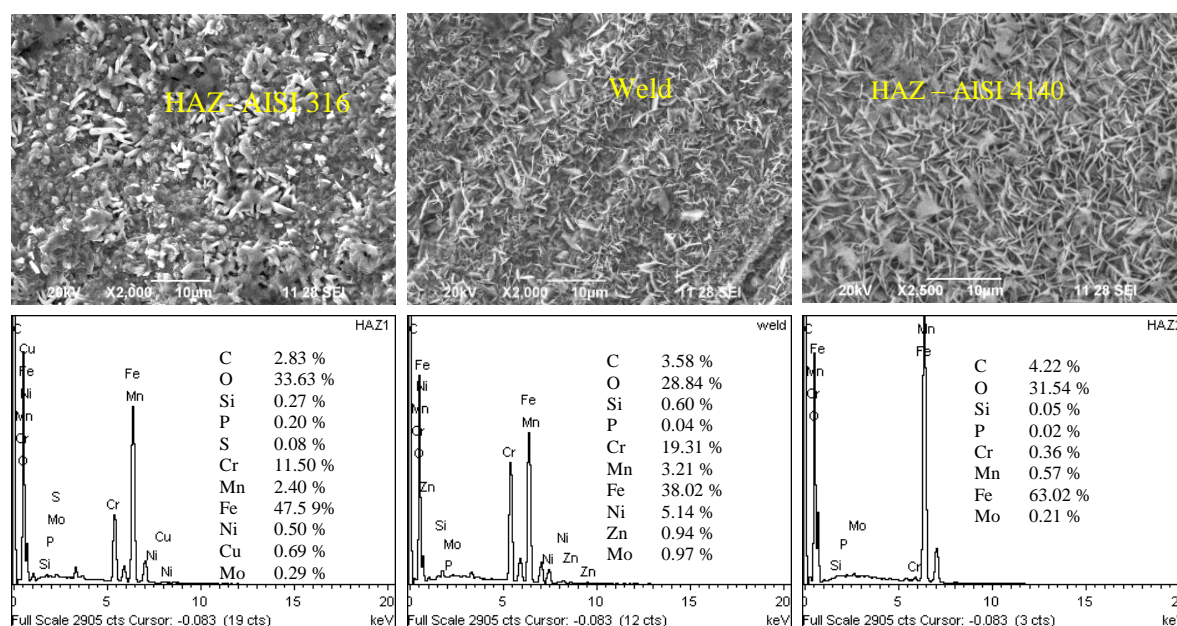 HAZ- AISI 316
20kV X2,000 10µm 11 28 SEI
Weld
20kV X2,000 10µm 11 28 SEI
HAZ – AISI 4140
20kV X2,500 10µm 11 28 SEI
HAZ1
C
Cu
Fe
Ni
Mn
Cr
O
S
Mo
P
Si
Cr
Fe
Mn
Ni
Cu
Ni
C 2.83 %
O 33.63 %
Si 0.27 %
P 0.20 %
S 0.08 %
Cr 11.50 %
Mn 2.40 %
Fe 47.5 9%
Ni 0.50 %
Cu 0.69 %
Mo 0.29 %
0 5 10 15 20
Full Scale 2905 cts Cursor: -0.083 (19 cts) keV
weld
C
Fe
Ni
Mn
Cr
O
Zn
Si
Mo
P
Cr
Fe
Mn
Ni
Ni
Zn
Zn
C 3.58 %
O 28.84 %
Si 0.60 %
P 0.04 %
Cr 19.31 %
Mn 3.21 %
Fe 38.02 %
Ni 5.14 %
Zn 0.94 %
Mo 0.97 %
0 5 10 15 20
Full Scale 2905 cts Cursor: -0.083 (12 cts) keV
C
Fe
Mn
Cr
O
Mo
P
Si
Cr
Mn
Fe
C 4.22 %
O 31.54 %
Si 0.05 %
P 0.02 %
Cr 0.36 %
Mn 0.57 %
Fe 63.02 %
Mo 0.21 %
0 5 10 15
Full Scale 2905 cts Cursor: -0.083 (3 cts) keV